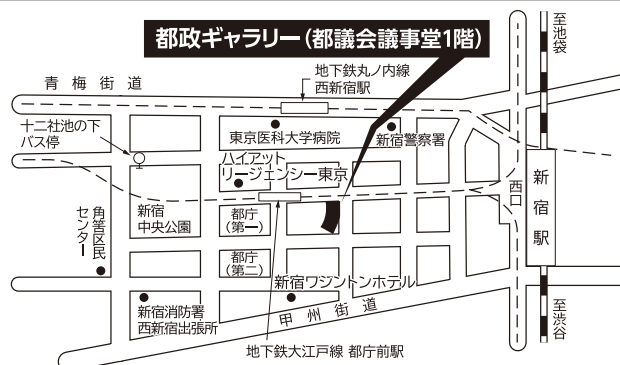 都政ギャラリー（都議会議事堂1階）
至池袋
青梅街道
地下鉄丸ノ内線
西新宿駅
十二社池の下
バス停
東京医科大学病院
新宿警察署
ハイアット
リージェンシー東京
西口
新宿駅
角筈区民
センター
新宿
中央公園
都庁
（第一）
都庁
（第二）
新宿ワシントンホテル
新宿消防署
西新宿出張所
甲州街道
至渋谷
地下鉄大江戸線 都庁前駅